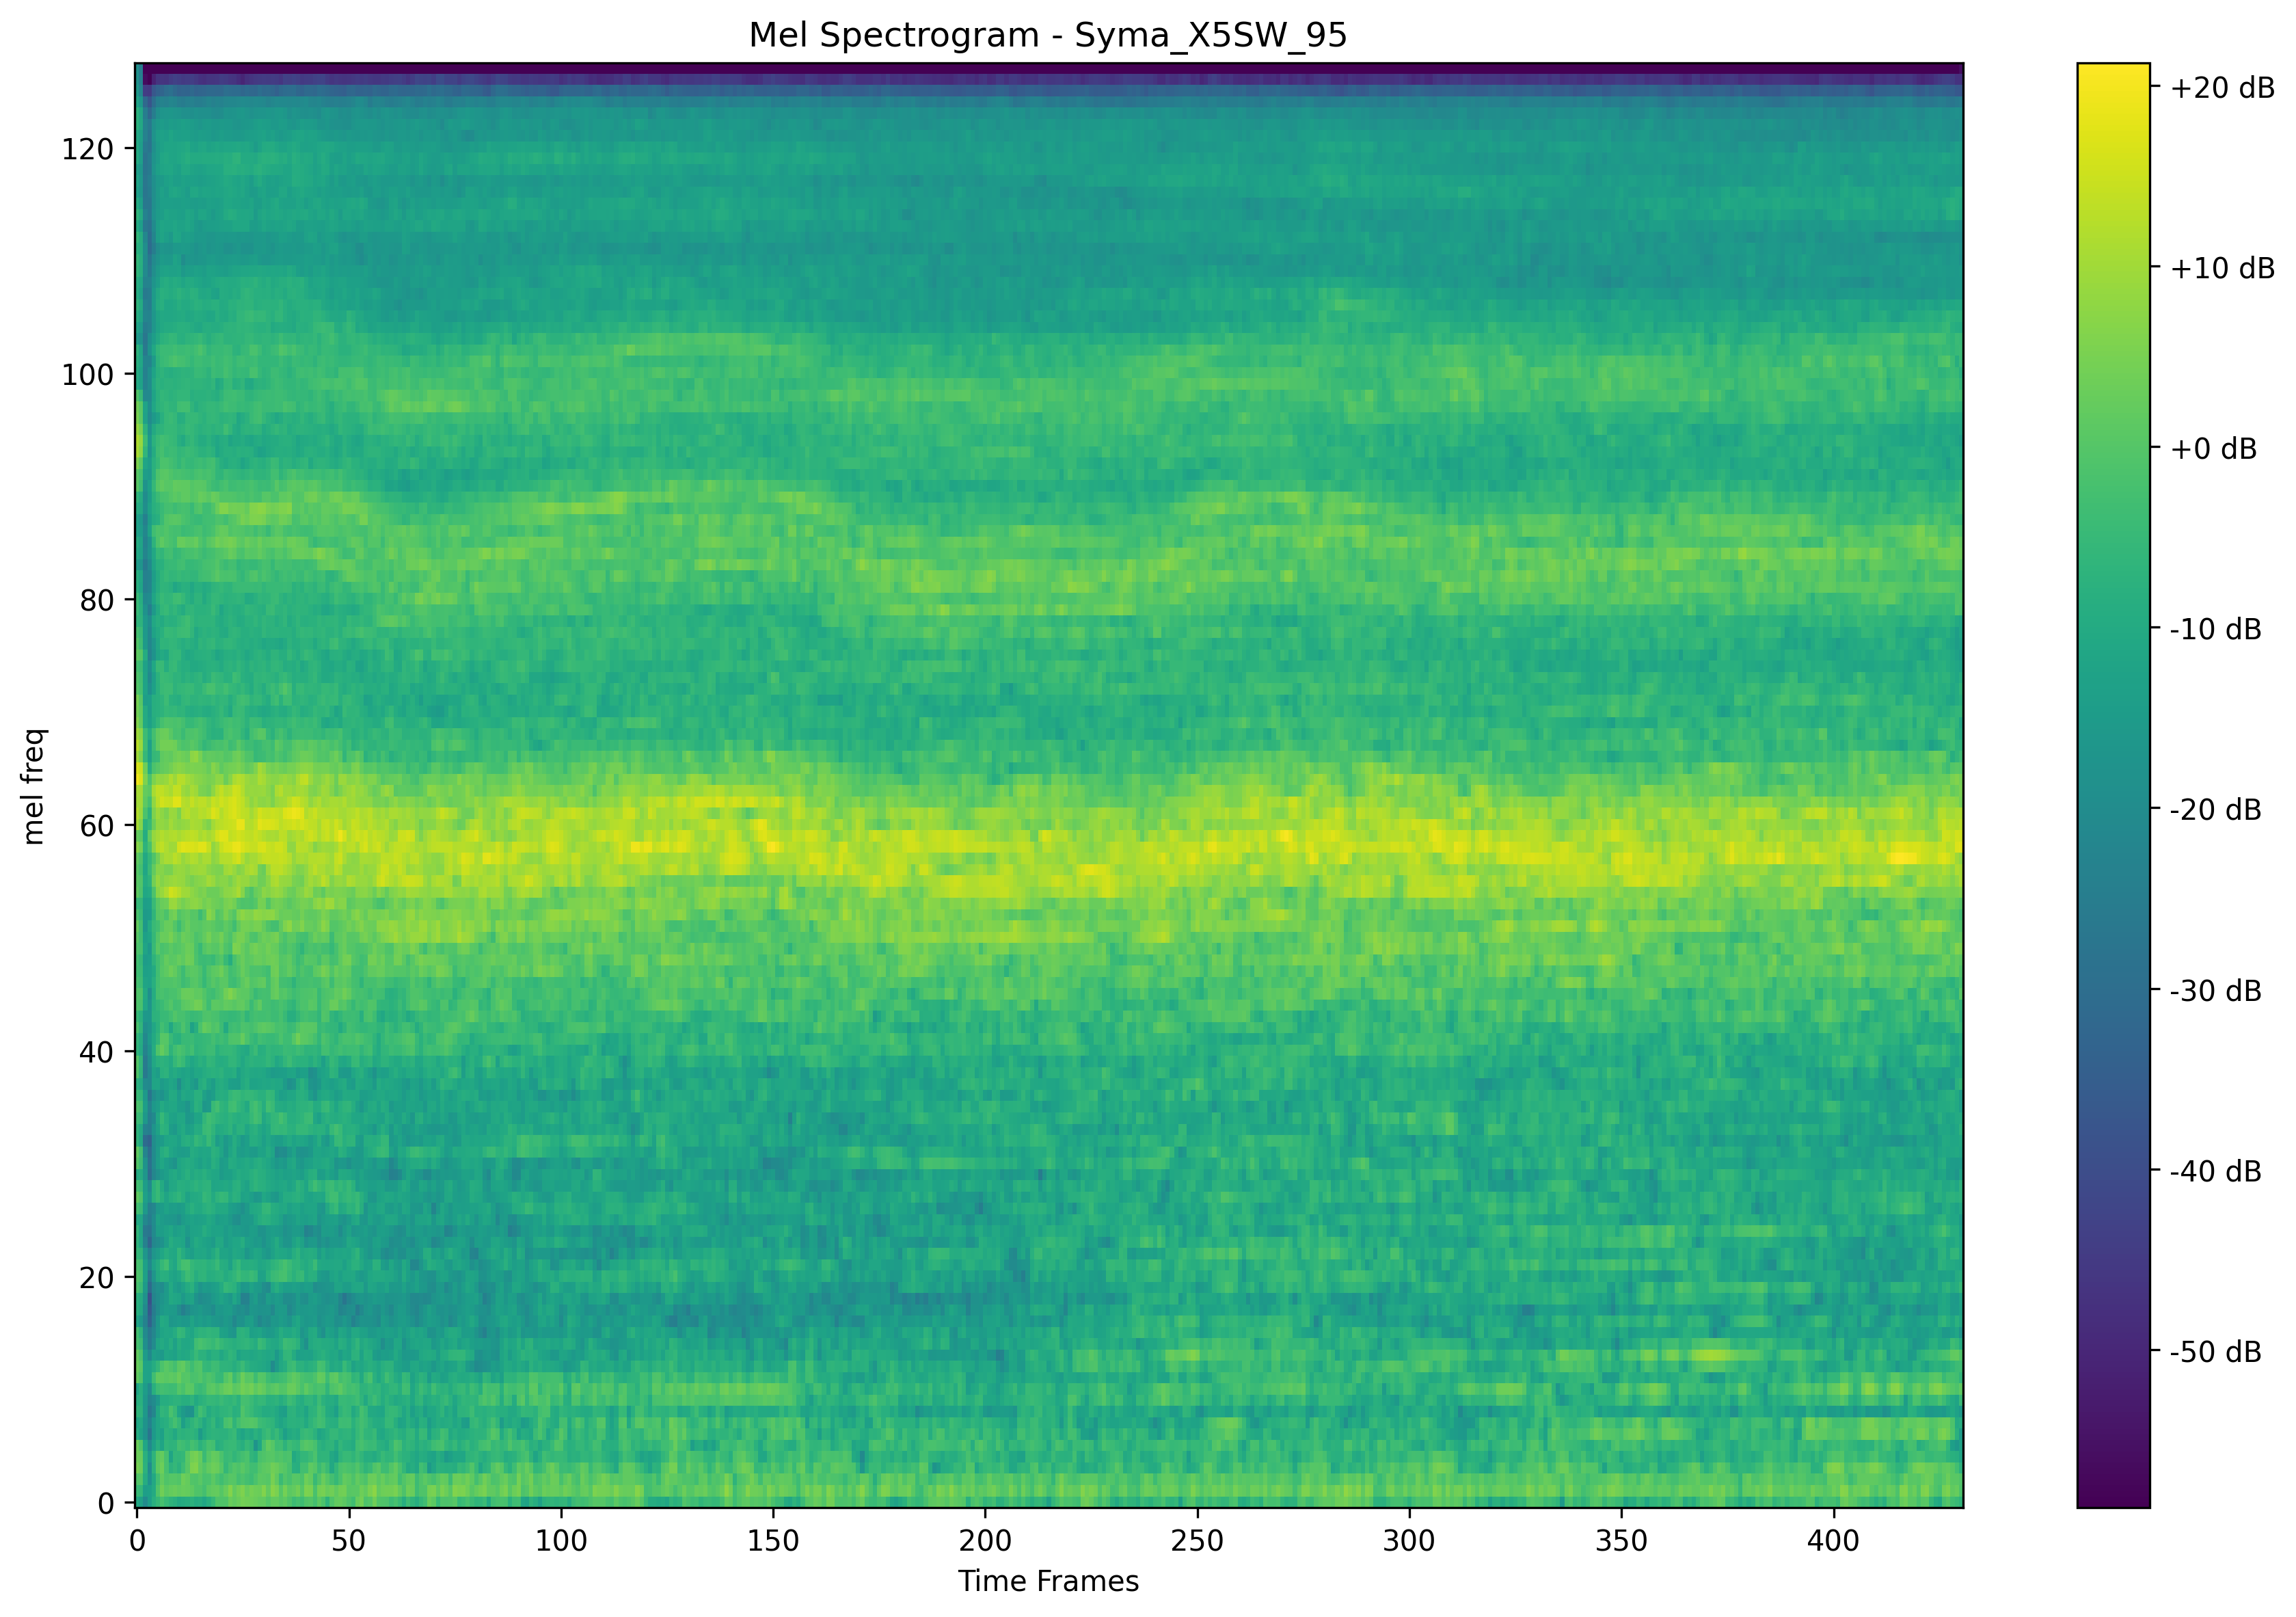 Mel Spectrogram - Syma_X5SW_95
mel freq
120
100
80
60
40
20
0
0 50 100 150 200 250 300 350 400
Time Frames
+20 dB
+10 dB
+0 dB
-10 dB
-20 dB
-30 dB
-40 dB
-50 dB